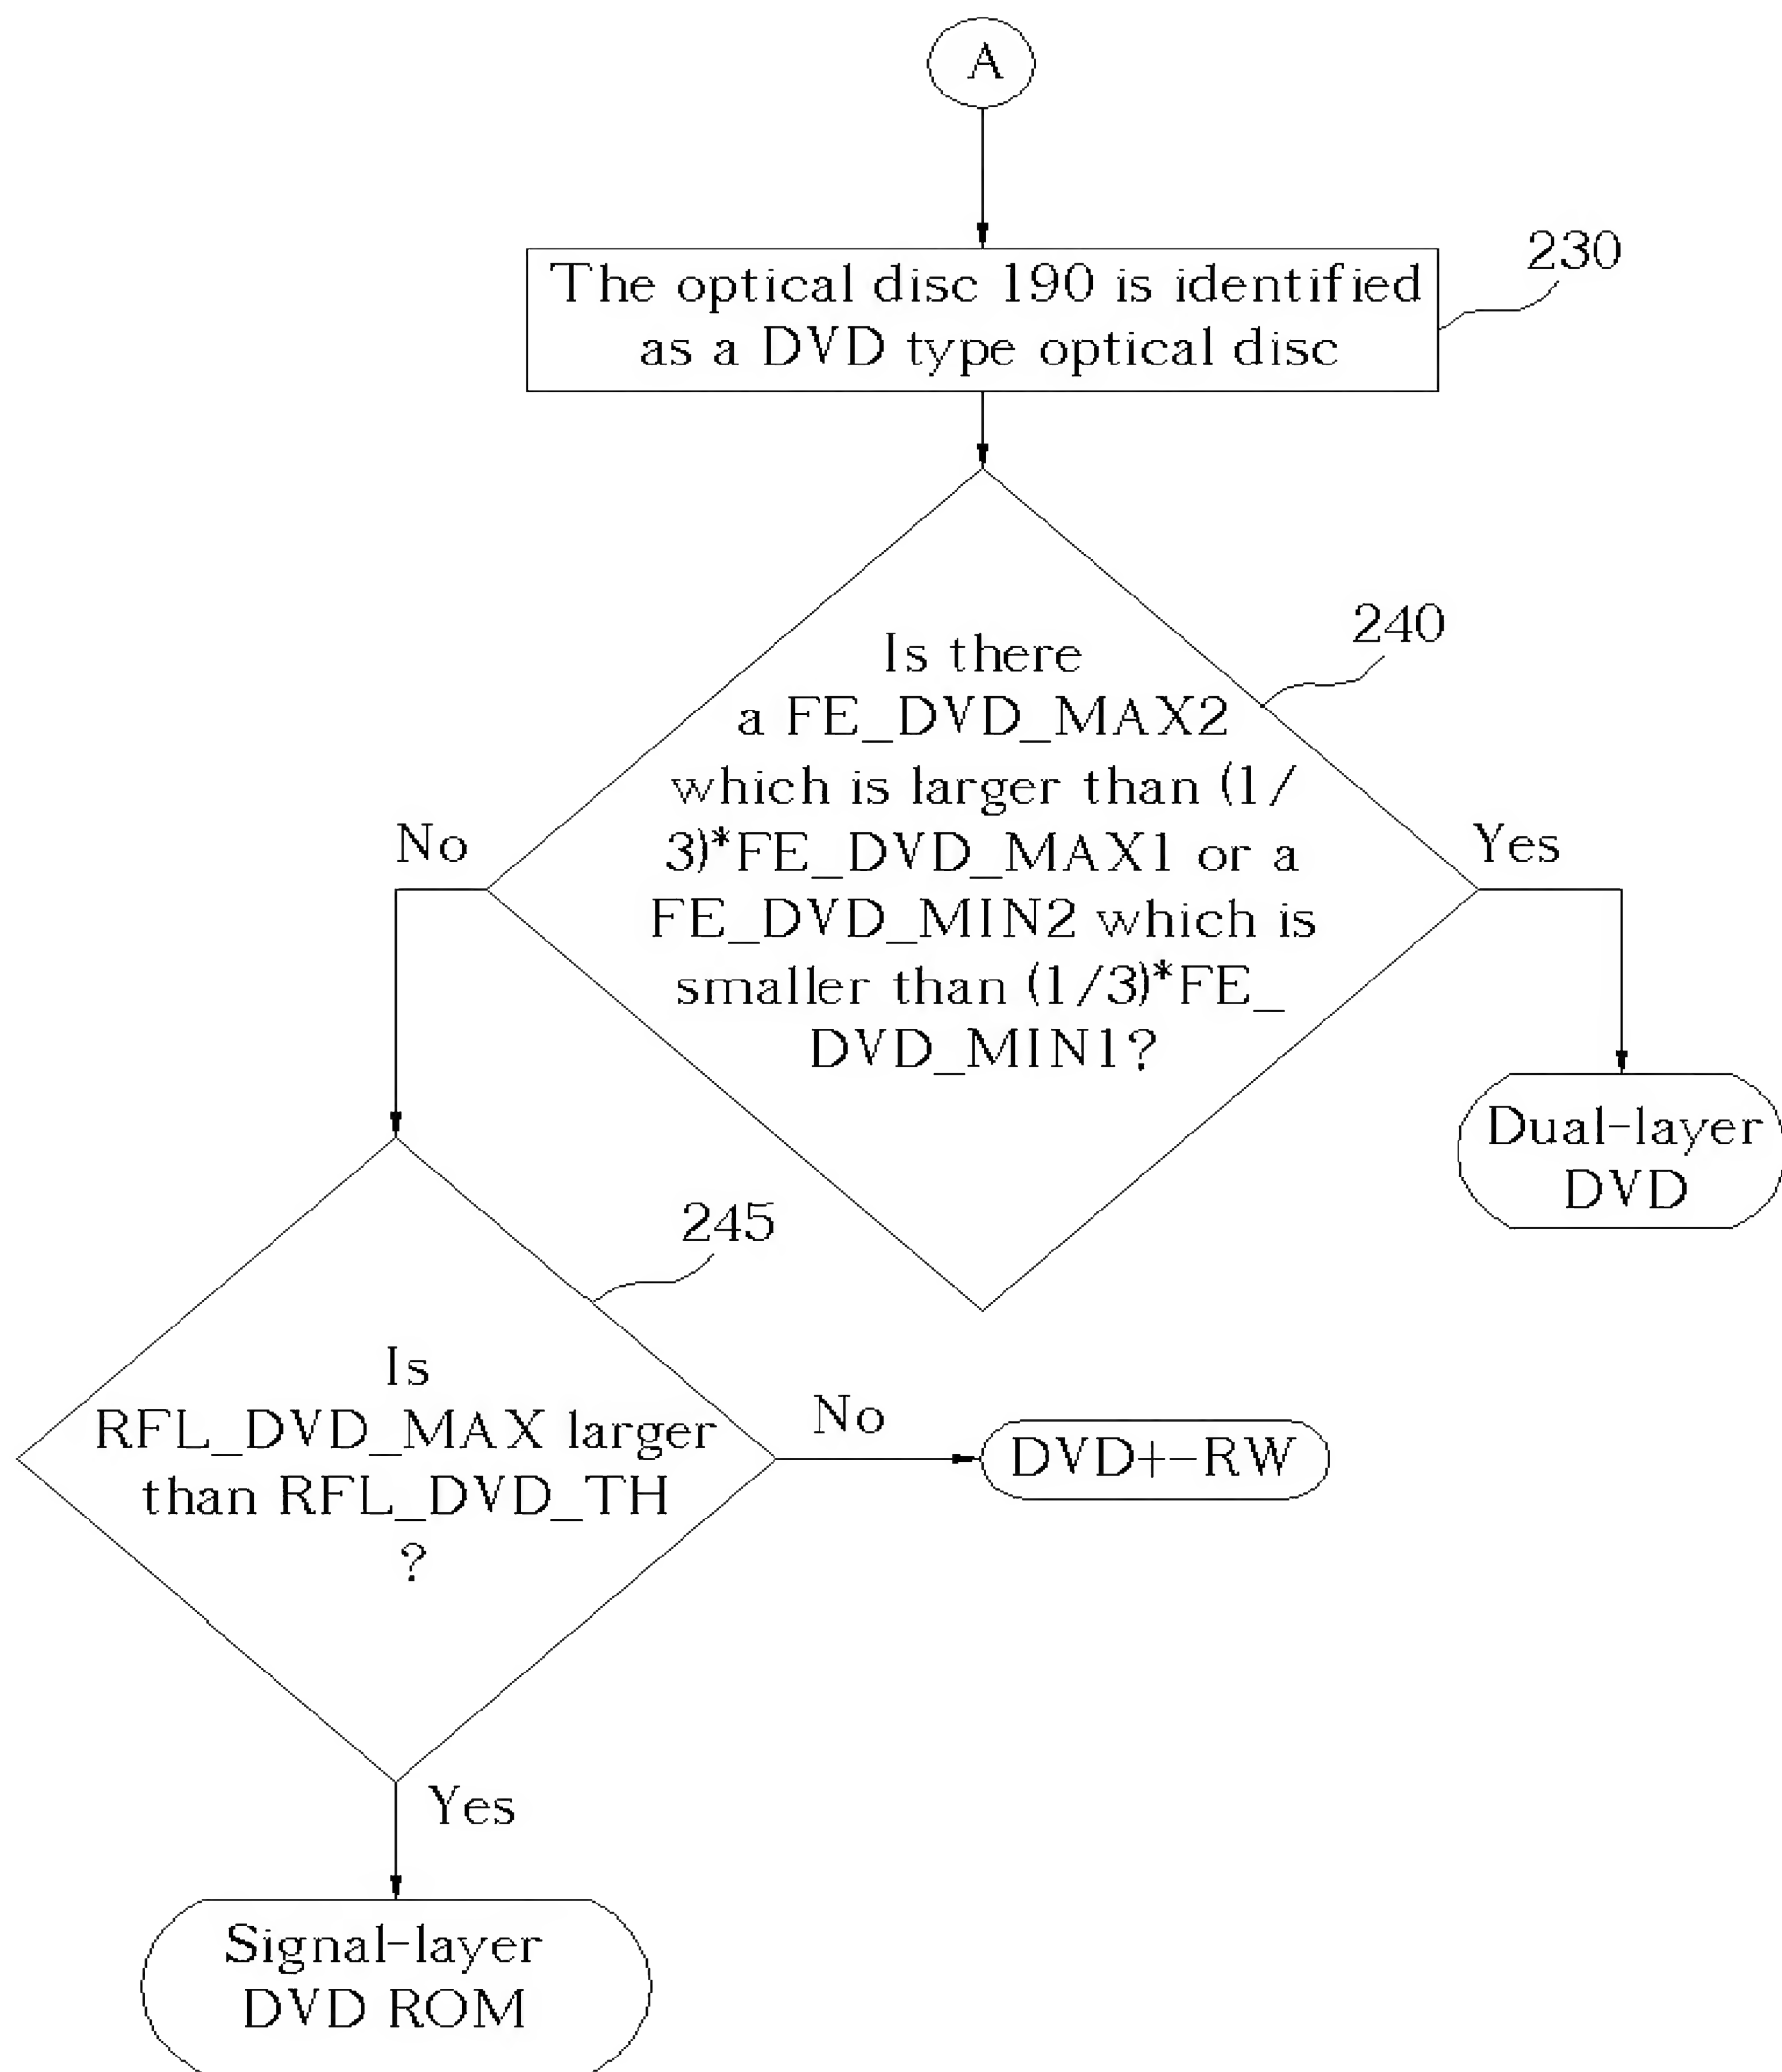 A
230
The optical disc 190 is identified
as a DVD type optical disc
240
Is there
a FE_DVD_MAX2
which is larger than (1/
3)*FE_DVD_MAX1 or a
FE_DVD_MIN2 which is
smaller than (1/3)*FE_
DVD_MIN1?
No
Yes
Dual-layer
DVD
245
Is
RFL_DVD_MAX larger
than RFL_DVD_TH
?
No
DVD+-RW
Yes
Signal-layer
DVD ROM